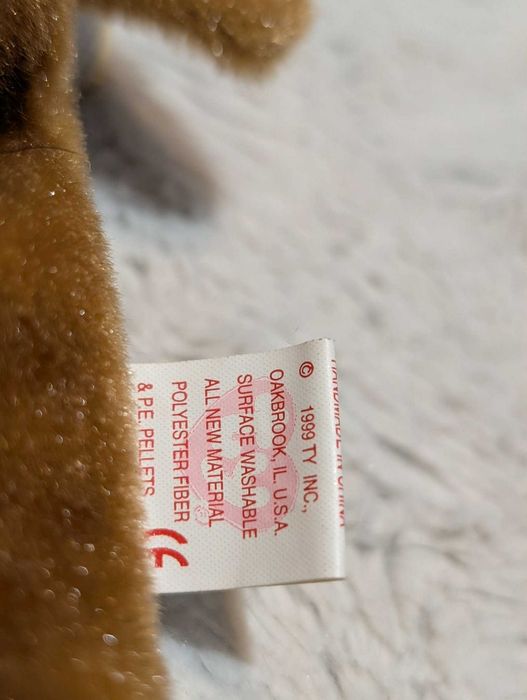 HANDMADE IN CHINA
© 1999 TY INC.,
OAKBROOK, IL. U.S.A.
SURFACE WASHABLE
ALL NEW MATERIAL
POLYESTER FIBER
& P.E. PELLETS
CE